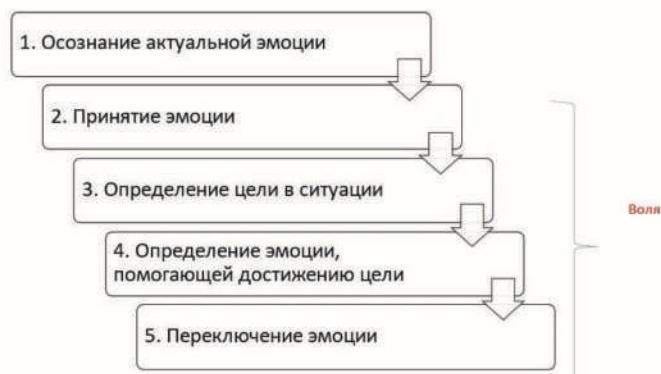 1. Осознание актуальной эмоции
2. Принятие эмоции
3. Определение цели в ситуации
Воля
4. Определение эмоции,
помогающей достижению цели
5. Переключение эмоции